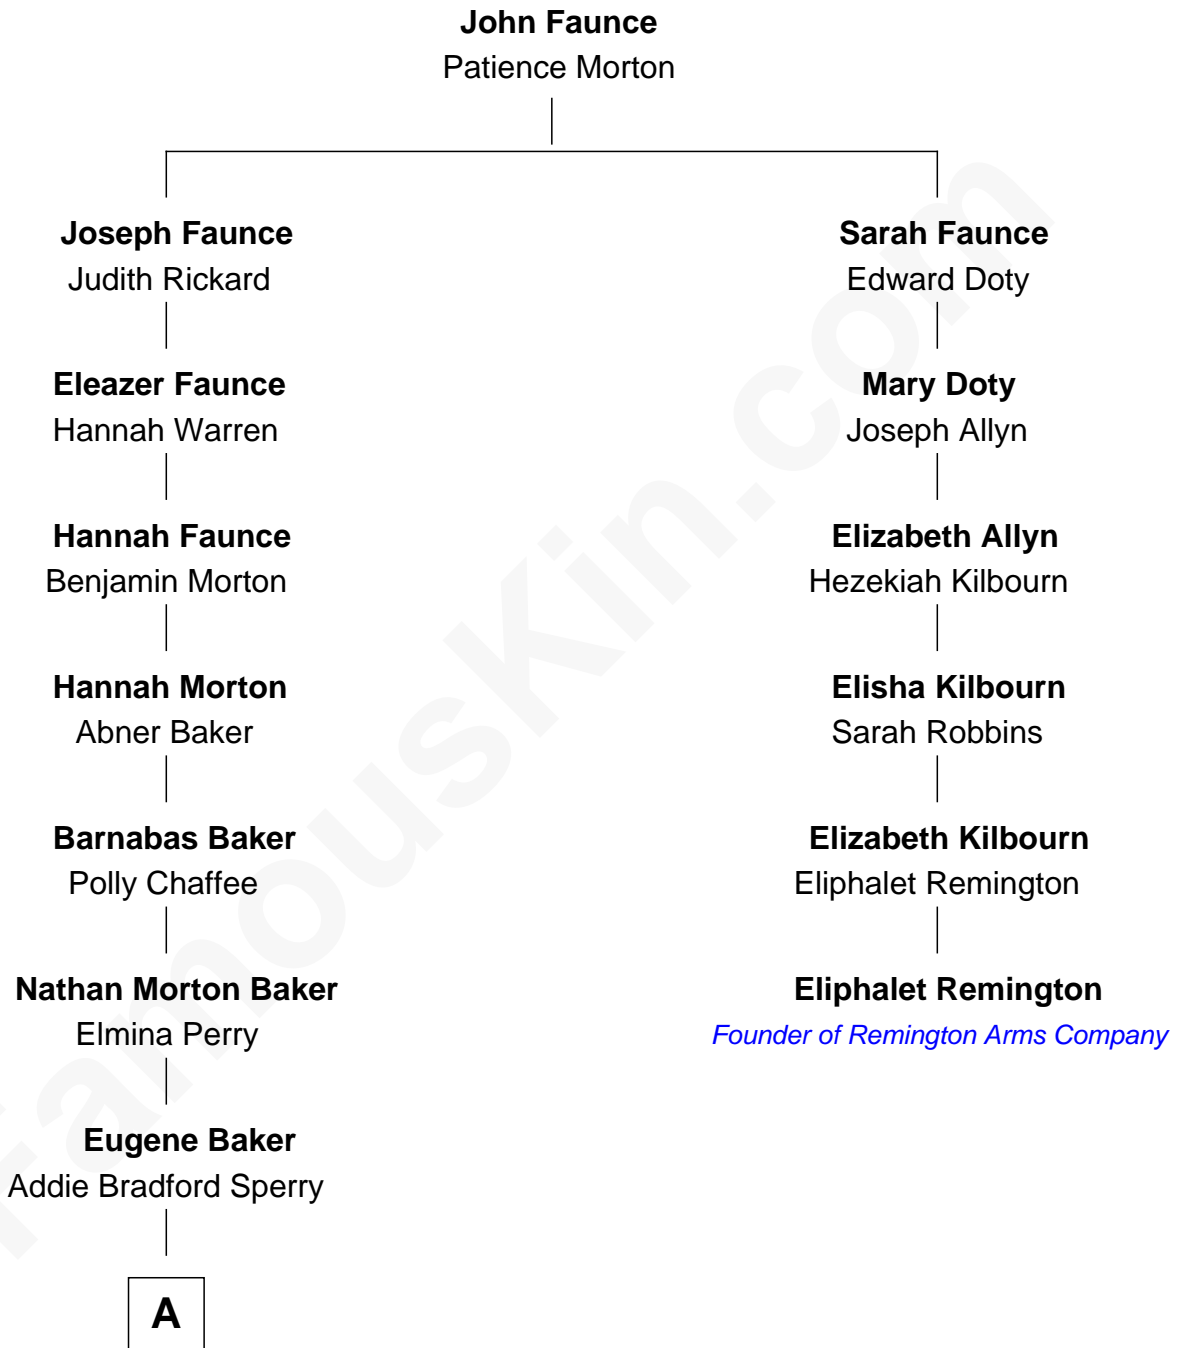 John Faunce
Patience Morton
Joseph Faunce
Judith Rickard
Sarah Faunce
Edward Doty
Eleazer Faunce
Hannah Warren
Mary Doty
Joseph Allyn
Hannah Faunce
Benjamin Morton
Elizabeth Allyn
Hezekiah Kilbourn
Hannah Morton
Abner Baker
Elisha Kilbourn
Sarah Robbins
Barnabas Baker
Polly Chaffee
Elizabeth Kilbourn
Eliphalet Remington
Nathan Morton Baker
Elmina Perry
Eliphalet Remington
Founder of Remington Arms Company
Eugene Baker
Addie Bradford Sperry
A
FamousKin.com